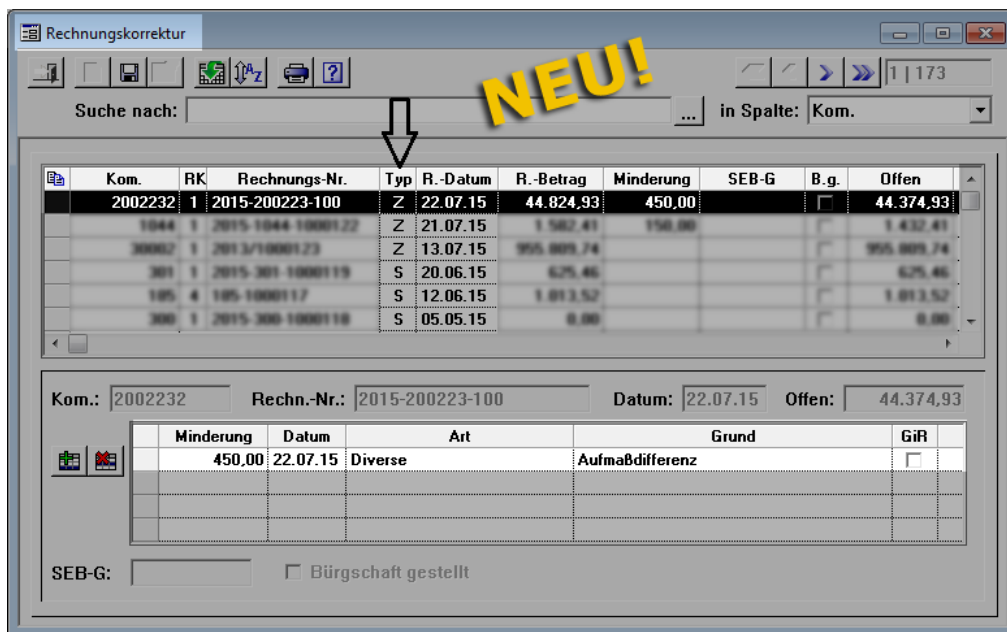 Rechnungskorrektur
NEU!
1 | 173
Suche nach: ... in Spalte: Kom.
Kom. RK Rechnungs-Nr. Typ R.-Datum R.-Betrag Minderung SEB-G B.g. Offen
2002232 1 2015-200223-100 Z 22.07.15 44.824,93 450,00 44.374,93
Z 21.07.15
Z 13.07.15
S 20.06.15
S 12.06.15
S 05.05.15
Kom.: 2002232 Rechn.-Nr.: 2015-200223-100 Datum: 22.07.15 Offen: 44.374,93
Minderung Datum Art Grund GiR
450,00 22.07.15 Diverse Aufmaßdifferenz
SEB-G: Bürgschaft gestellt